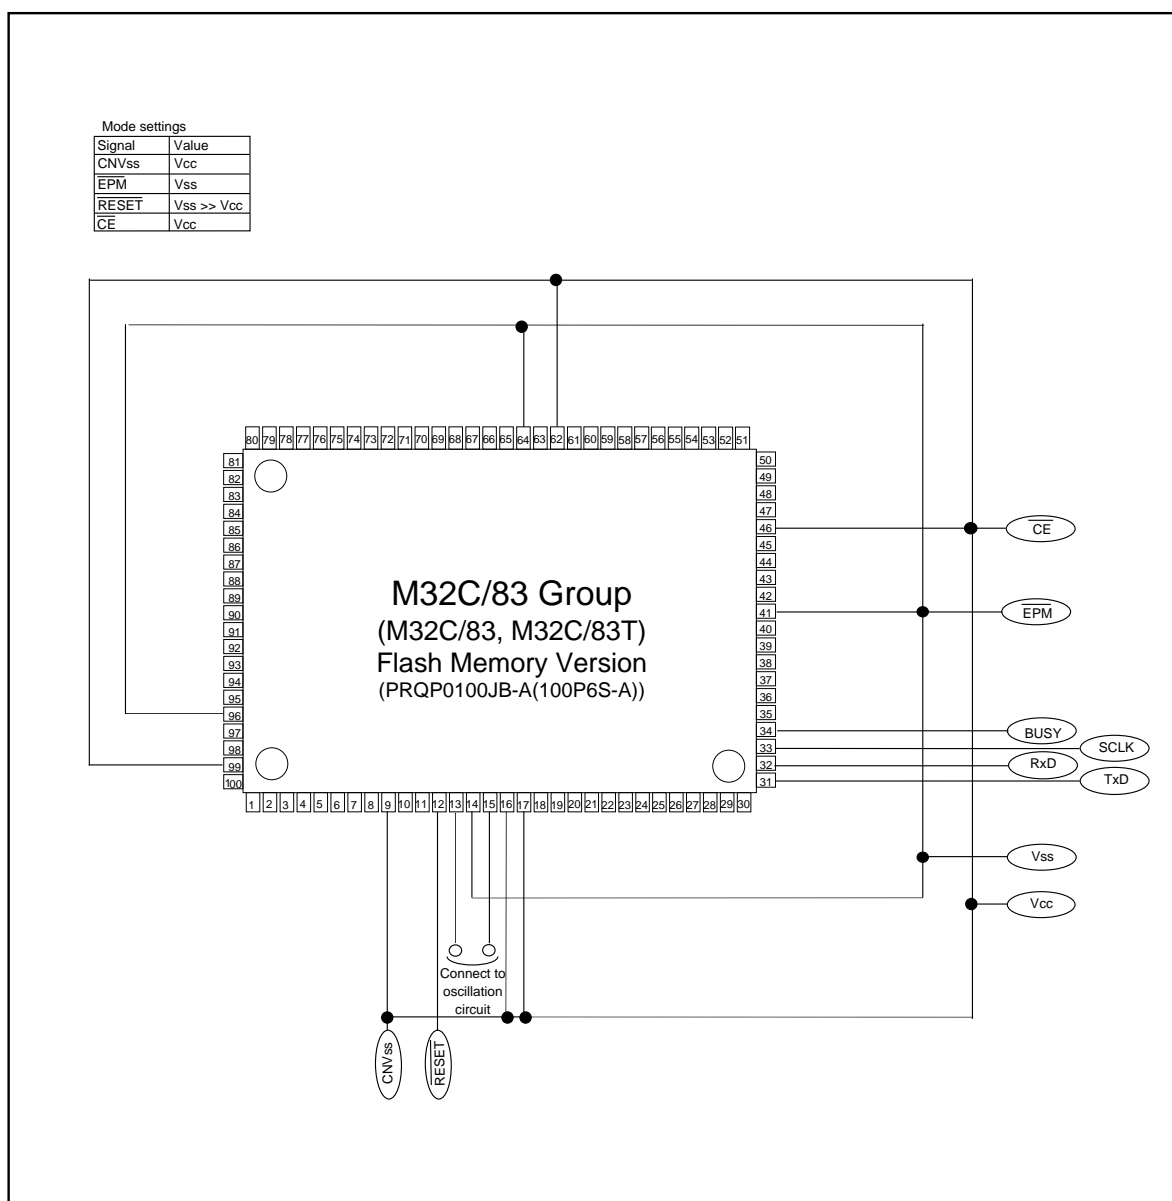 Mode settings
Signal Value
CNVss Vcc
EPM Vss
RESET Vss >> Vcc
CE Vcc
80 79 78 77 76 75 74 73 72 71 70 69 68 67 66 65 64 63 62 61 60 59 58 57 56 55 54 53 52 51
81
82
83
84
85
86
87
88
89
90
91
92
93
94
95
96
97
98
99
100
M32C/83 Group
(M32C/83, M32C/83T)
Flash Memory Version
(PRQP0100JB-A(100P6S-A))
50
49
48
47
46
45
44
43
42
41
40
39
38
37
36
35
34
33
32
31
CE
EPM
BUSY
SCLK
RxD
TxD
1 2 3 4 5 6 7 8 9 10 11 12 13 14 15 16 17 18 19 20 21 22 23 24 25 26 27 28 29 30
Vss
Vcc
Connect to
oscillation
circuit
CNVss
RESET